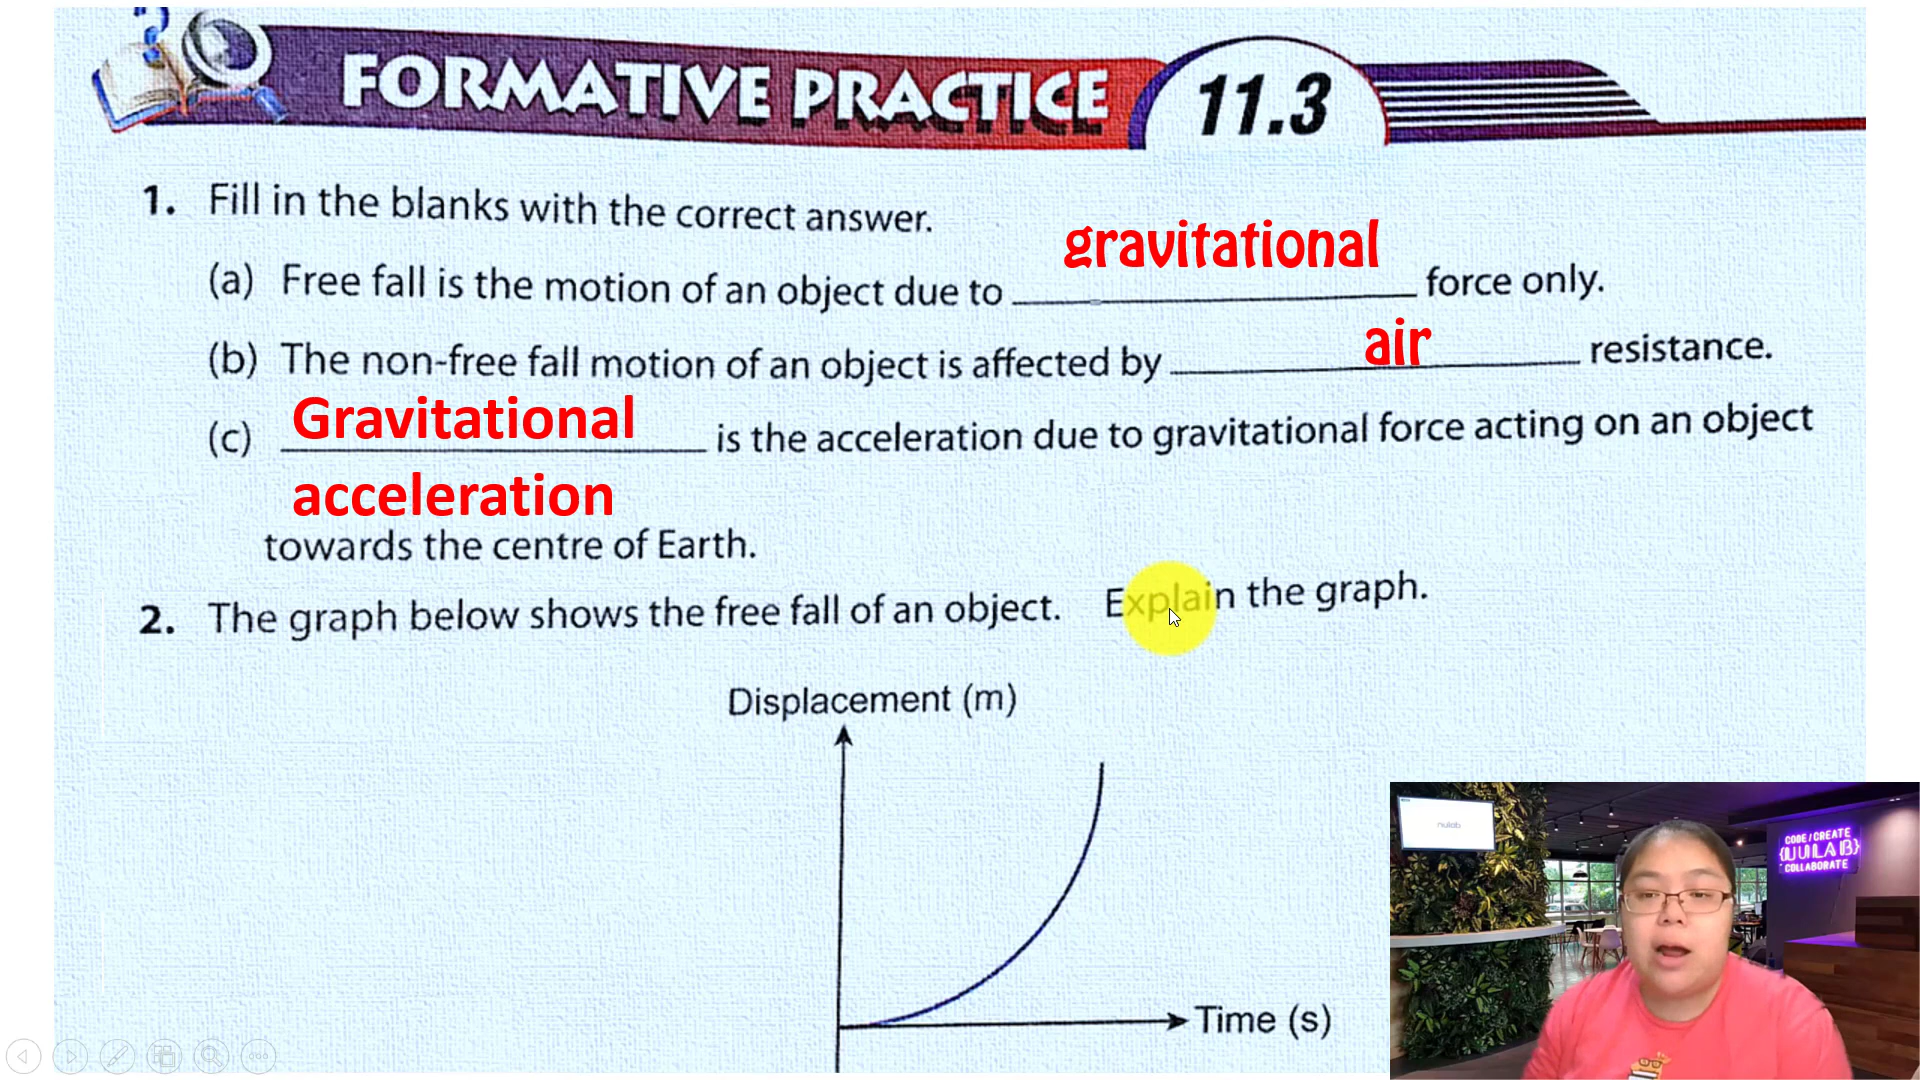 FORMATIVE PRACTICE 11.3
1. Fill in the blanks with the correct answer.
gravitational
(a) Free fall is the motion of an object due to ____________ force only.
air
(b) The non-free fall motion of an object is affected by ____________ resistance.
Gravitational
(c) ____________ is the acceleration due to gravitational force acting on an object
acceleration
towards the centre of Earth.
2. The graph below shows the free fall of an object. Explain the graph.
Displacement (m)
Time (s)
nulab
CODE / CREATE
{NULAB}
COLLABORATE